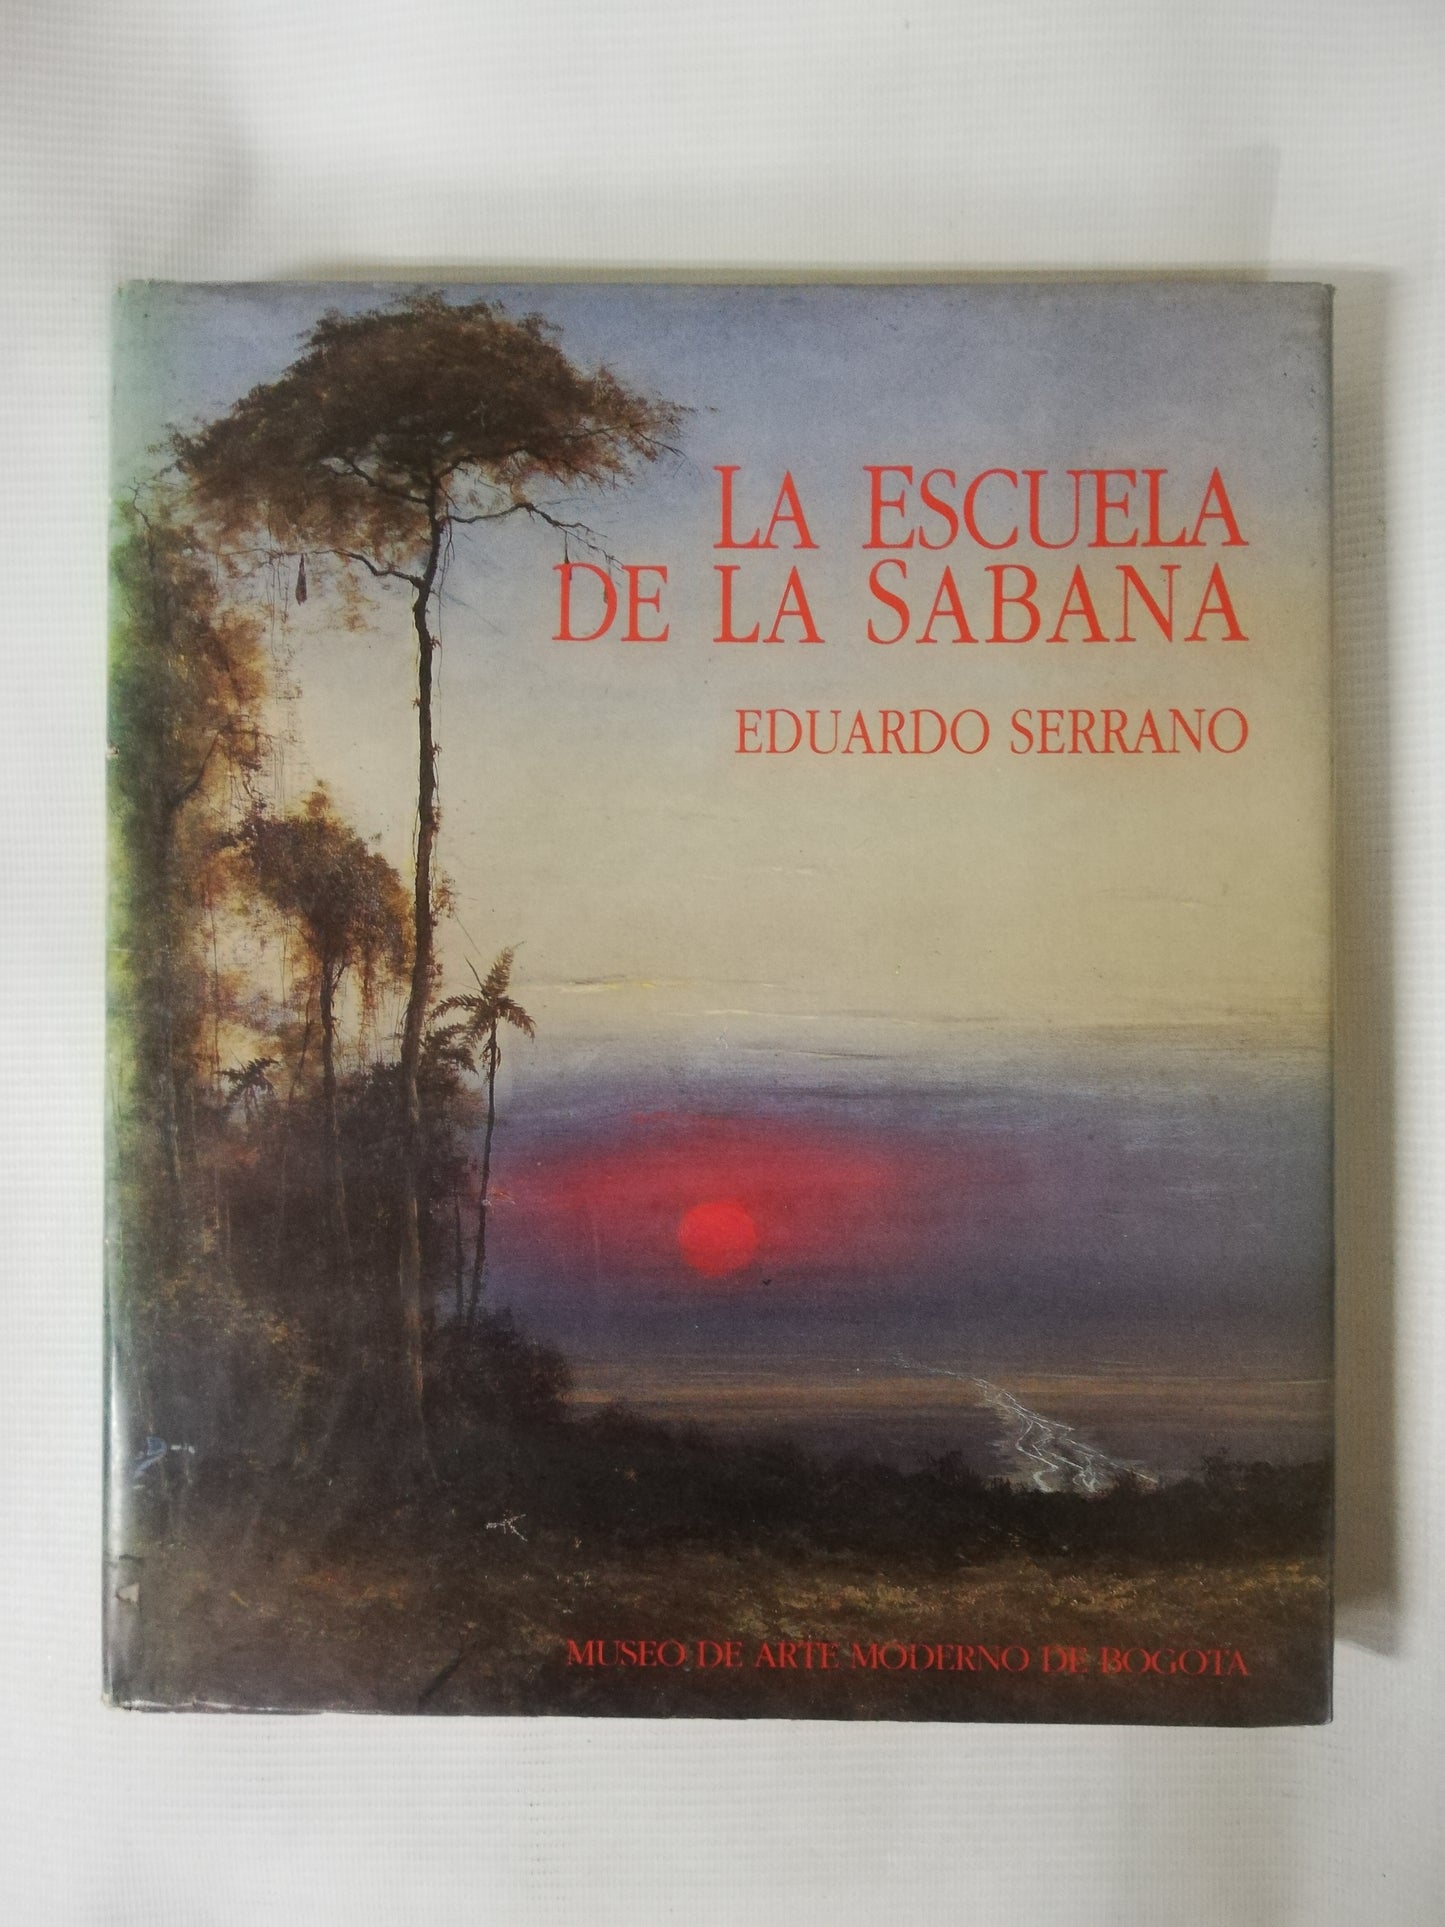 LA ESCUELA
DE LA SABANA
EDUARDO SERRANO
MUSEO DE ARTE MODERNO DE BOGOTA